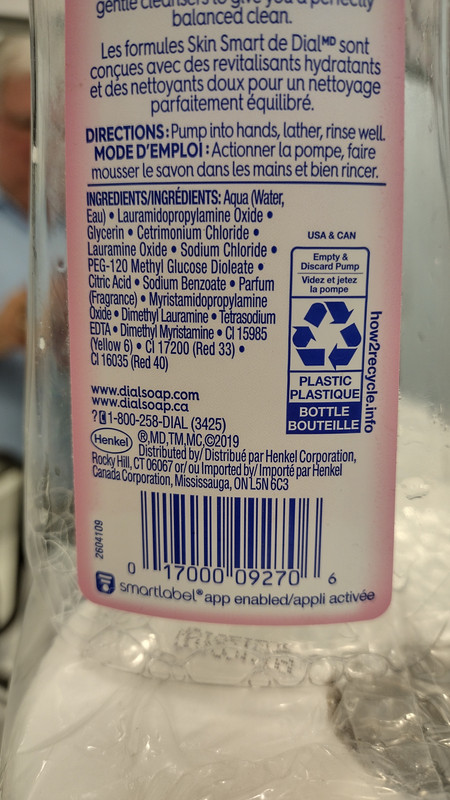 gentle cleansers to give you a perfectly
balanced clean.
Les formules Skin Smart de Dialᴹᴰ sont
conçues avec des revitalisants hydratants
et des nettoyants doux pour un nettoyage
parfaitement équilibré.
DIRECTIONS: Pump into hands, lather, rinse well.
MODE D'EMPLOI: Actionner la pompe, faire
mousser le savon dans les mains et bien rincer.
INGREDIENTS/INGRÉDIENTS: Aqua (Water,
Eau) • Lauramidopropylamine Oxide •
Glycerin • Cetrimonium Chloride •
Lauramine Oxide • Sodium Chloride •
PEG-120 Methyl Glucose Dioleate •
Citric Acid • Sodium Benzoate • Parfum
(Fragrance) • Myristamidopropylamine
Oxide • Dimethyl Lauramine • Tetrasodium
EDTA • Dimethyl Myristamine • CI 15985
(Yellow 6) • CI 17200 (Red 33) •
CI 16035 (Red 40)
USA & CAN
Empty &
Discard Pump
Videz et jetez
la pompe
PLASTIC
PLASTIQUE
BOTTLE
BOUTEILLE
how2recycle.info
www.dialsoap.com
www.dialsoap.ca
? 1-800-258-DIAL (3425)
Henkel ®,MD,TM,MC,©2019
Distributed by/ Distribué par Henkel Corporation,
Rocky Hill, CT 06067 or/ou Imported by/ Importé par Henkel
Canada Corporation, Mississauga, ON L5N 6C3
2604109
0 17000 09270 6
smartlabel® app enabled/appli activée